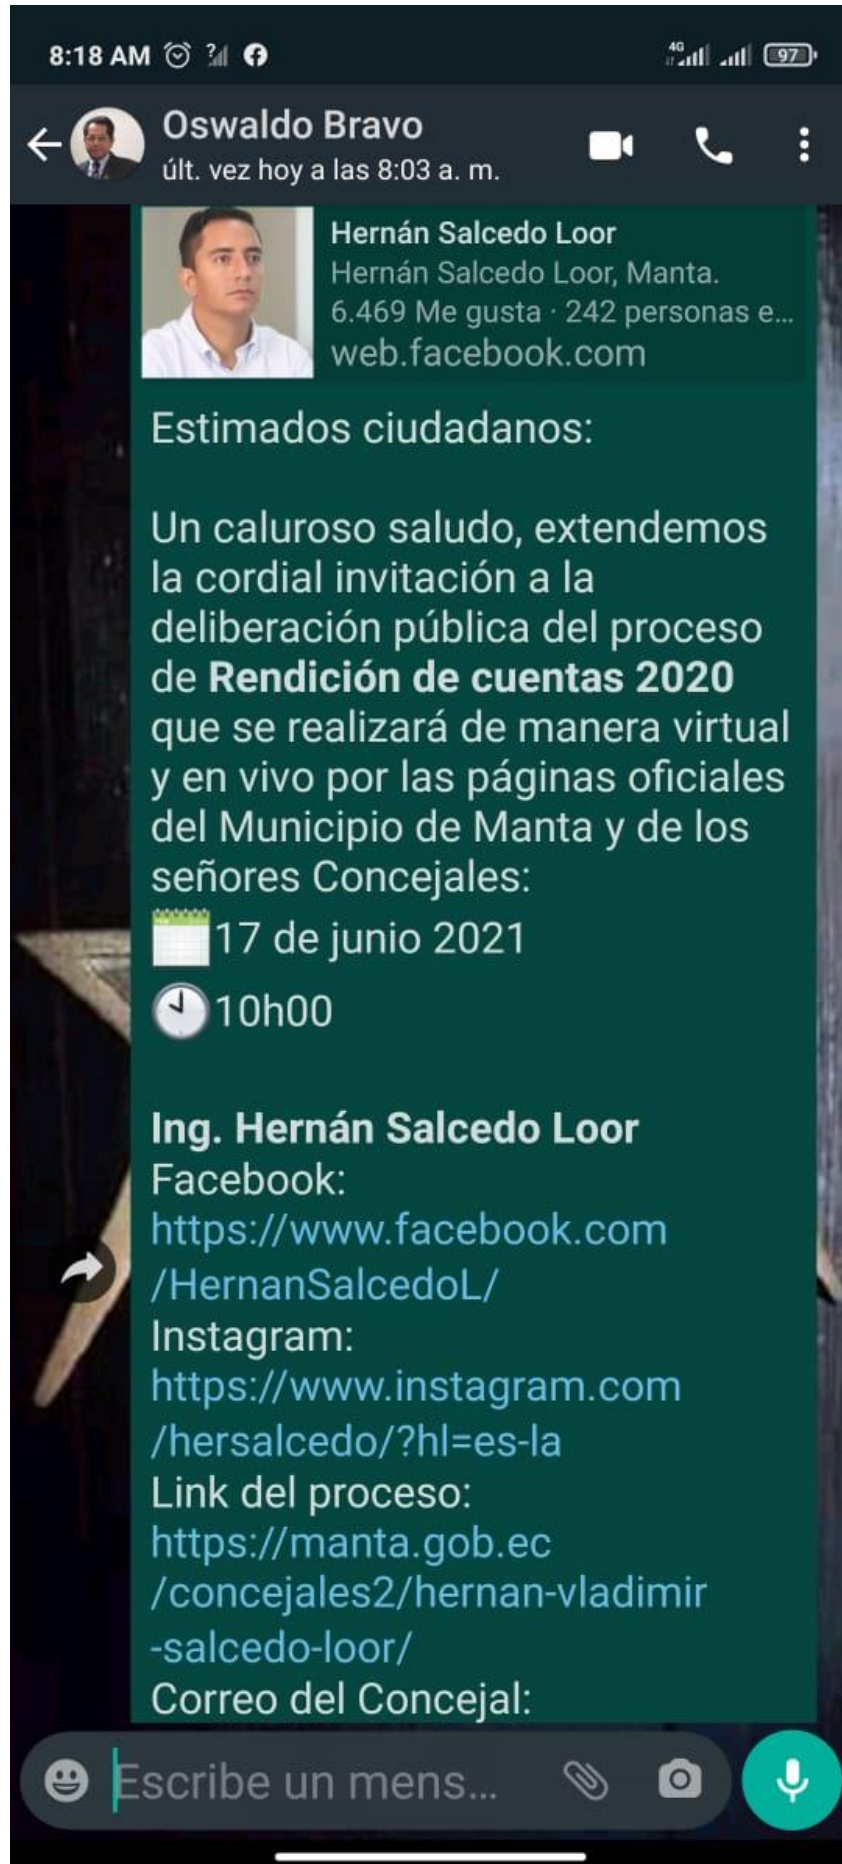 8:18 AM
4G
97
Oswaldo Bravo
últ. vez hoy a las 8:03 a. m.
Hernán Salcedo Loor
Hernán Salcedo Loor, Manta.
6.469 Me gusta · 242 personas e...
web.facebook.com
Estimados ciudadanos:
Un caluroso saludo, extendemos
la cordial invitación a la
deliberación pública del proceso
de Rendición de cuentas 2020
que se realizará de manera virtual
y en vivo por las páginas oficiales
del Municipio de Manta y de los
señores Concejales:
17 de junio 2021
10h00
Ing. Hernán Salcedo Loor
Facebook:
https://www.facebook.com
/HernanSalcedoL/
Instagram:
https://www.instagram.com
/hersalcedo/?hl=es-la
Link del proceso:
https://manta.gob.ec
/concejales2/hernan-vladimir
-salcedo-loor/
Correo del Concejal:
Escribe un mens...